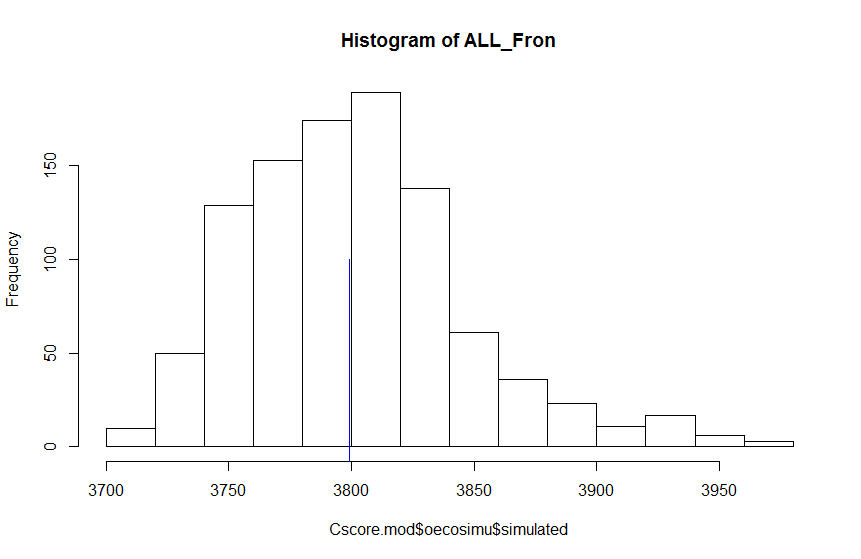 Histogram of ALL_Fron
Frequency
150
100
50
0
3700 3750 3800 3850 3900 3950
Cscore.mod$oecosimu$simulated